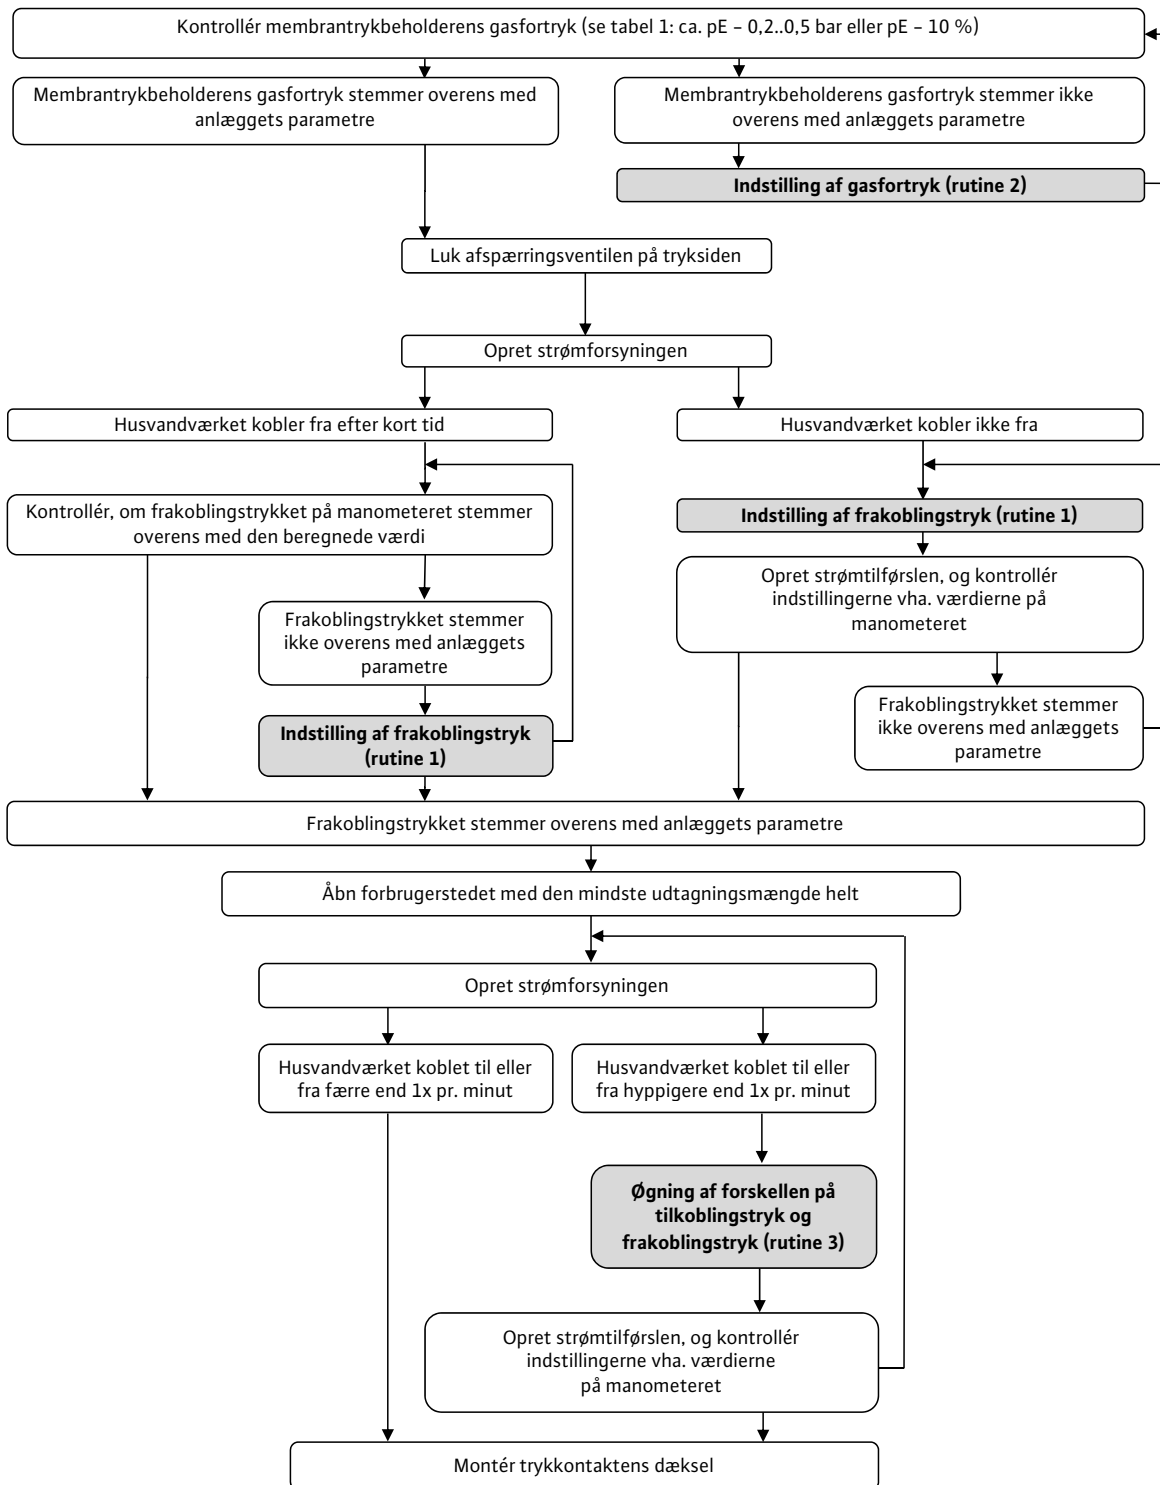 Kontrollér membrantrykbeholderens gasfortryk (se tabel 1: ca. pE – 0,2..0,5 bar eller pE – 10 %)
Membrantrykbeholderens gasfortryk stemmer overens med
anlæggets parametre
Membrantrykbeholderens gasfortryk stemmer ikke
overens med anlæggets parametre
Indstilling af gasfortryk (rutine 2)
Luk afspærringsventilen på tryksiden
Opret strømforsyningen
Husvandværket kobler fra efter kort tid
Husvandværket kobler ikke fra
Kontrollér, om frakoblingstrykket på manometeret stemmer
overens med den beregnede værdi
Indstilling af frakoblingstryk (rutine 1)
Opret strømtilførslen, og kontrollér
indstillingerne vha. værdierne på
manometeret
Frakoblingstrykket stemmer
ikke overens med anlæggets
parametre
Frakoblingstrykket stemmer
ikke overens med anlæggets
parametre
Indstilling af frakoblingstryk
(rutine 1)
Frakoblingstrykket stemmer overens med anlæggets parametre
Åbn forbrugerstedet med den mindste udtagningsmængde helt
Opret strømforsyningen
Husvandværket koblet til eller
fra færre end 1x pr. minut
Husvandværket koblet til eller
fra hyppigere end 1x pr. minut
Øgning af forskellen på
tilkoblingstryk og
frakoblingstryk (rutine 3)
Opret strømtilførslen, og kontrollér
indstillingerne vha. værdierne
på manometeret
Montér trykkontaktens dæksel